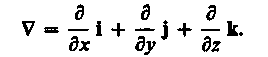 ∇ = ∂/∂x i + ∂/∂y j + ∂/∂z k.